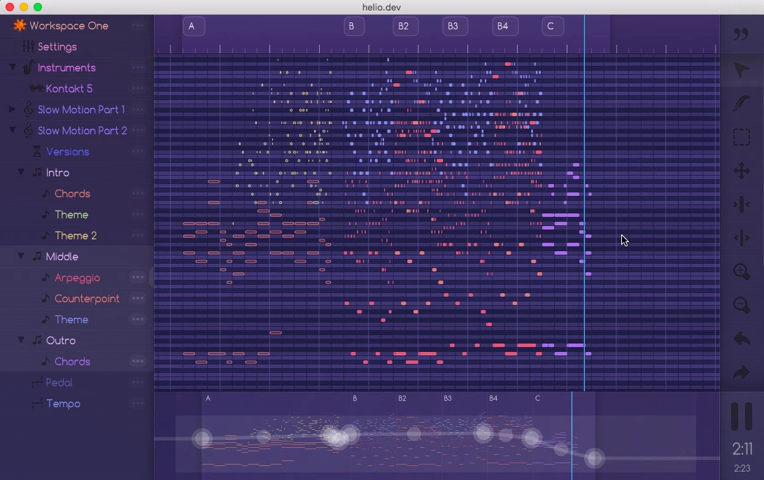 helio.dev
Workspace One
Settings
Instruments
Kontakt 5
Slow Motion Part 1
Slow Motion Part 2
Versions
Intro
Chords
Theme
Theme 2
Middle
Arpeggio
Counterpoint
Theme
Outro
Chords
Pedal
Tempo
A B B2 B3 B4 C
A B B2 B3 B4 C
2:11
2:23